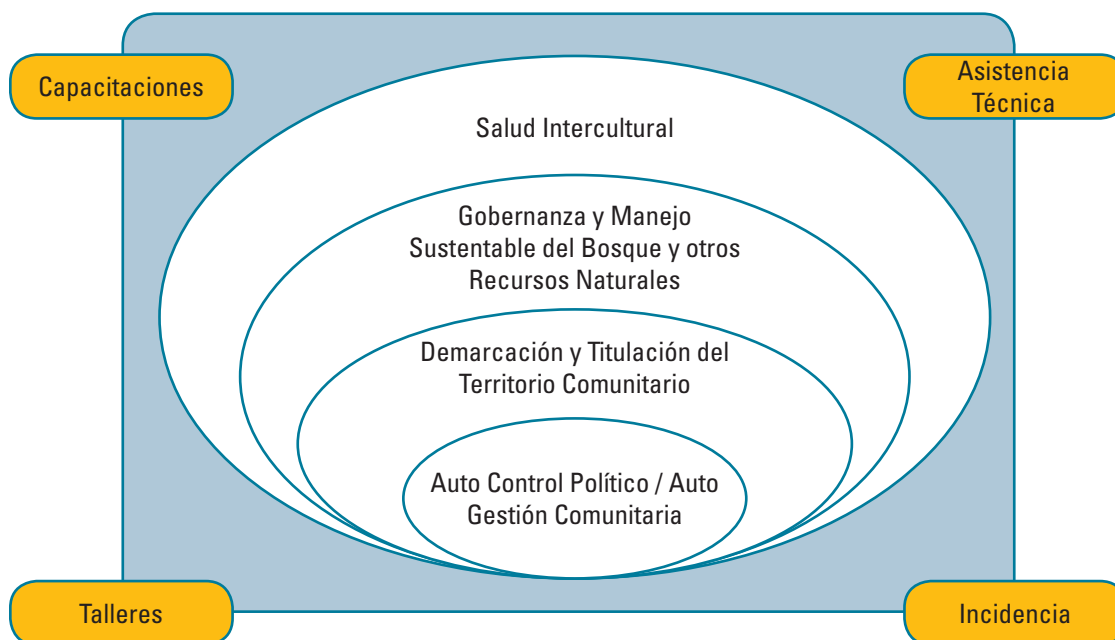 Capacitaciones
Asistencia
Técnica
Salud Intercultural
Gobernanza y Manejo
Sustentable del Bosque y otros
Recursos Naturales
Demarcación y Titulación del
Territorio Comunitario
Auto Control Político / Auto
Gestión Comunitaria
Talleres
Incidencia